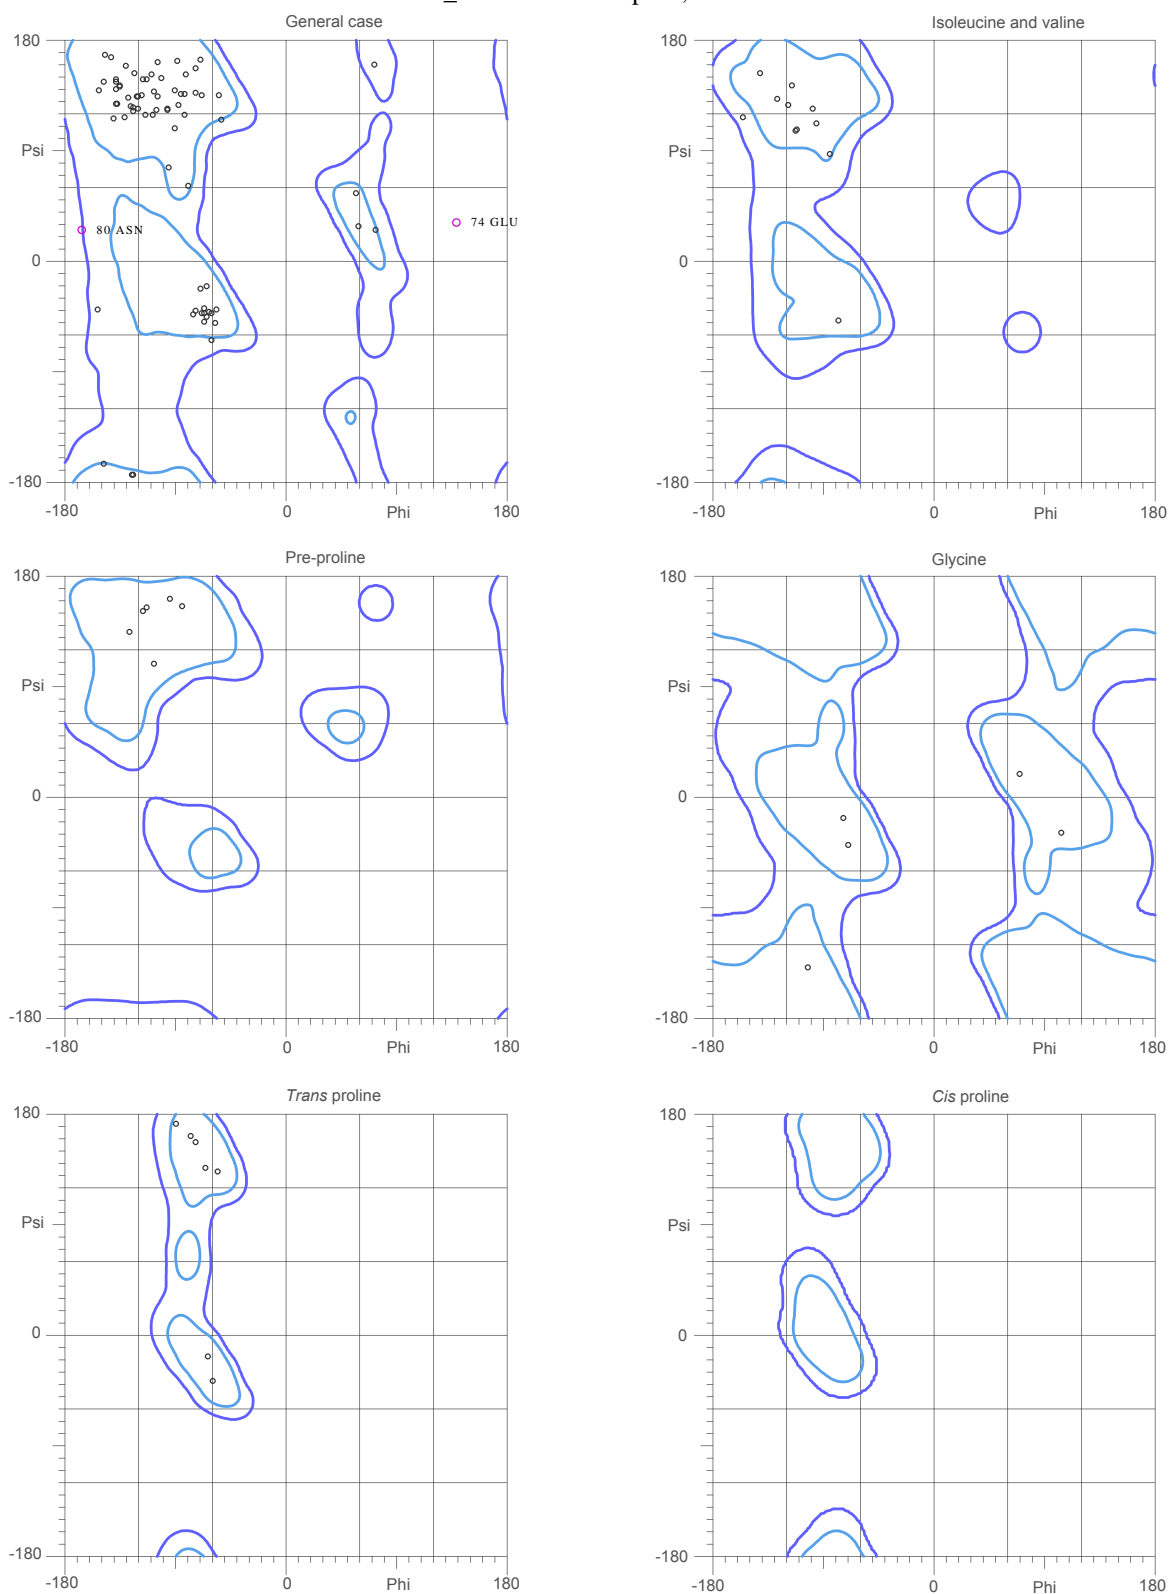 General case
Isoleucine and valine
180
180
Psi
Psi
80 ASN
74 GLU
0
0
-180
-180
-180
0
Phi
180
-180
0
Phi
180
Pre-proline
Glycine
180
180
Psi
Psi
0
0
-180
-180
-180
0
Phi
180
-180
0
Phi
180
Trans proline
Cis proline
180
180
Psi
Psi
0
0
-180
-180
-180
0
Phi
180
-180
0
Phi
180